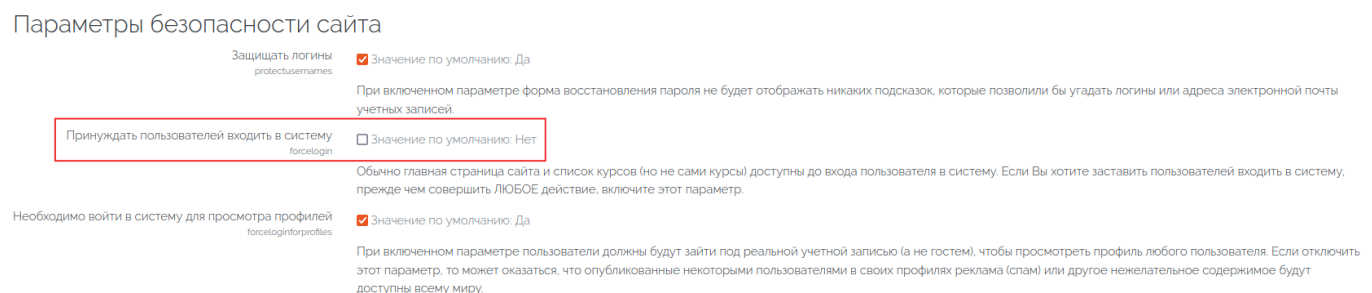 Параметры безопасности сайта
Защищать логины
protectusernames
Значение по умолчанию: Да
При включенном параметре форма восстановления пароля не будет отображать никаких подсказок, которые позволили бы угадать логины или адреса электронной почты
учетных записей.
Принуждать пользователей входить в систему
forcelogin
Значение по умолчанию: Нет
Обычно главная страница сайта и список курсов (но не сами курсы) доступны до входа пользователя в систему. Если Вы хотите заставить пользователей входить в систему,
прежде чем совершить ЛЮБОЕ действие, включите этот параметр.
Необходимо войти в систему для просмотра профилей
forceloginforprofiles
Значение по умолчанию: Да
При включенном параметре пользователи должны будут зайти под реальной учетной записью (а не гостем), чтобы просмотреть профиль любого пользователя. Если отключить
этот параметр, то может оказаться, что опубликованные некоторыми пользователями в своих профилях реклама (спам) или другое нежелательное содержимое будут
доступны всему миру.